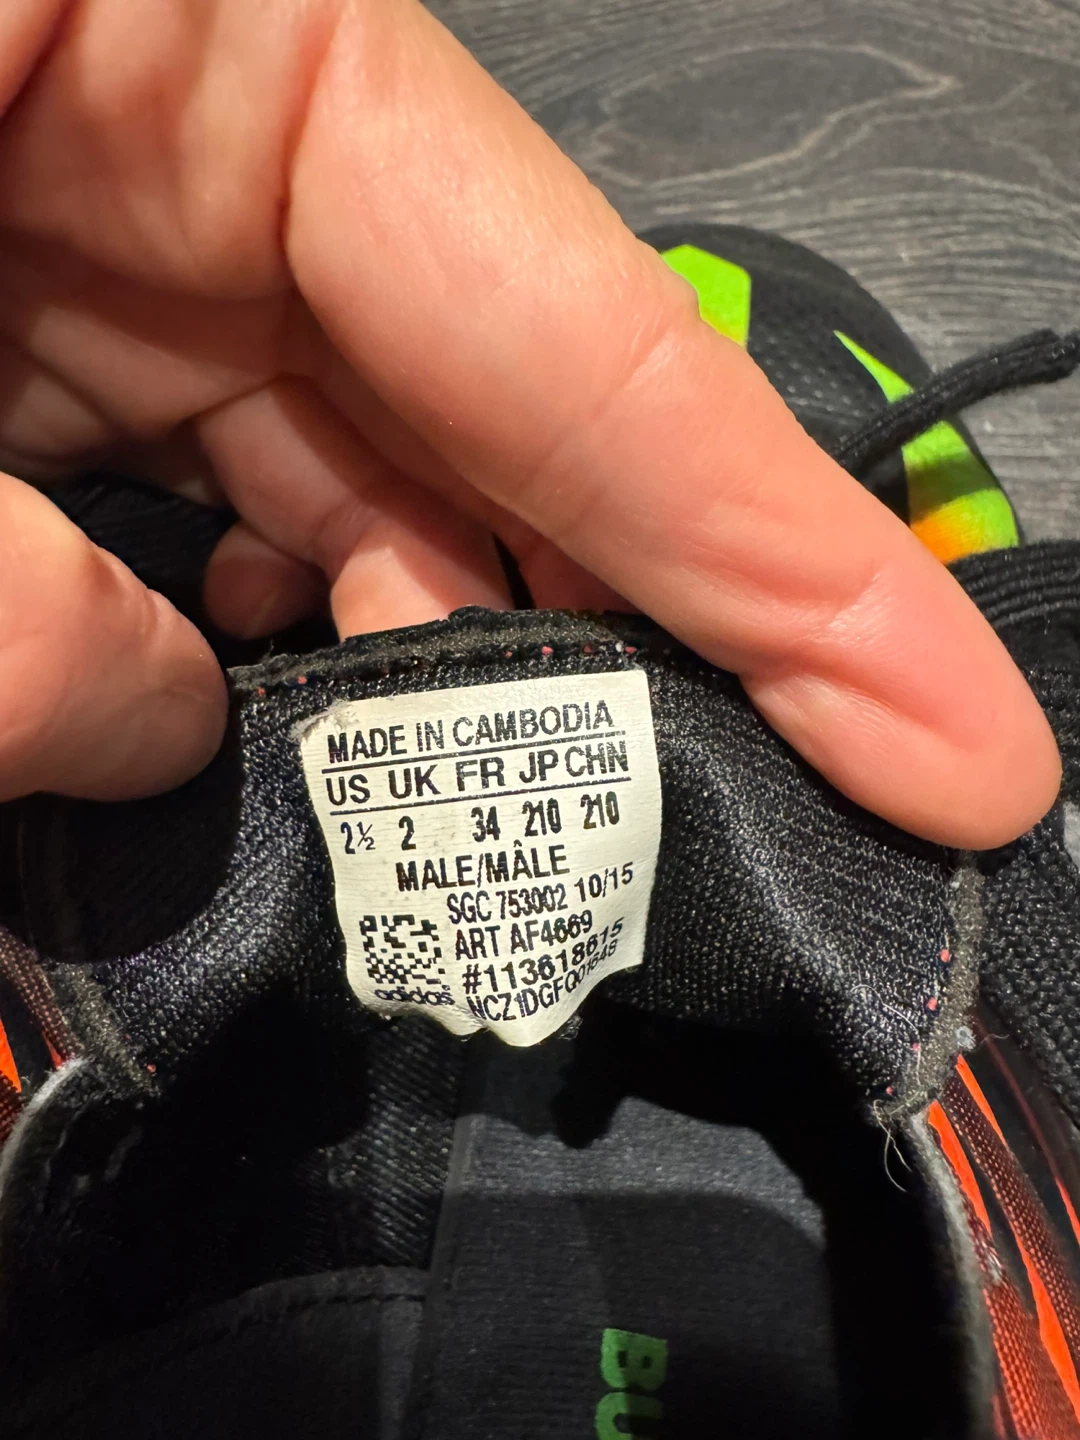 MADE IN CAMBODIA
US UK FR JP CHN
2½ 2 34 210 210
MALE/MÂLE
SGC 753002 10/15
ART AF4669
#113618615
NCZ1DGFQ01648
adidas
BU